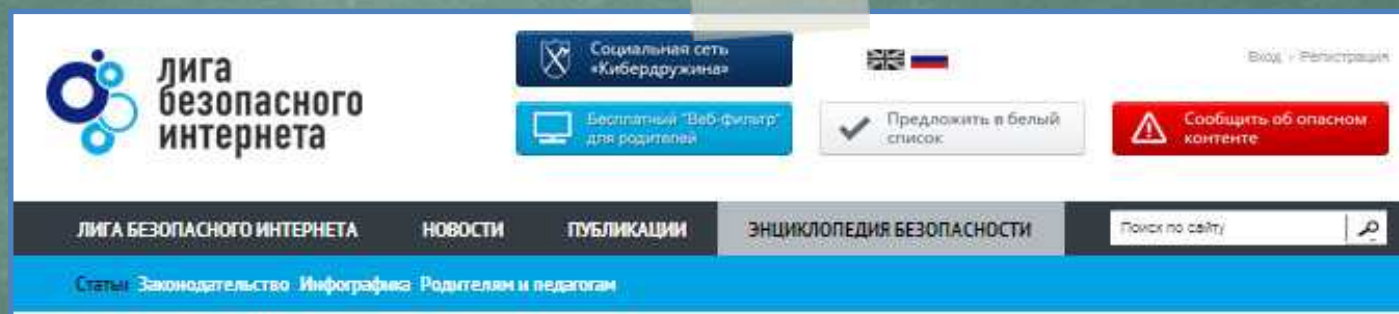 лига
безопасного
интернета
Социальная сеть
«Кибердружина»
Бесплатный "Веб-фильтр"
для родителей
Вход
Регистрация
Предложить в белый
список
Сообщить об опасном
контенте
ЛИГА БЕЗОПАСНОГО ИНТЕРНЕТА НОВОСТИ ПУБЛИКАЦИИ ЭНЦИКЛОПЕДИЯ БЕЗОПАСНОСТИ Поиск по сайту
Статьи Законодательство Инфографика Родителям и педагогам